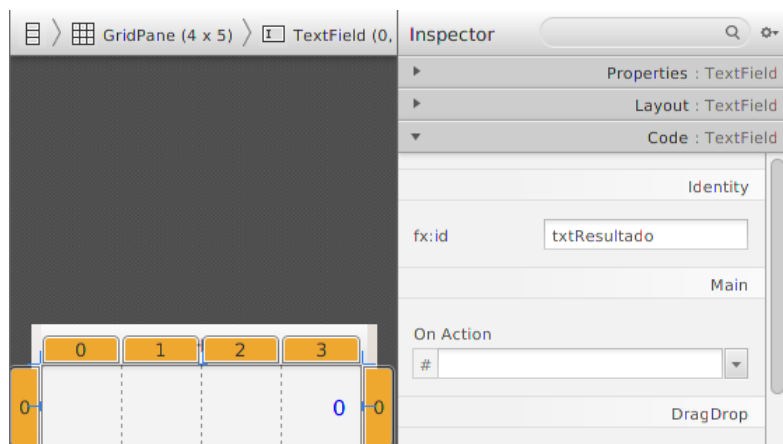 GridPane (4 x 5) TextField (0,
Inspector
Properties : TextField
Layout : TextField
Code : TextField
Identity
fx:id txtResultado
Main
On Action
#
0 1 2 3
0 0 0
DragDrop